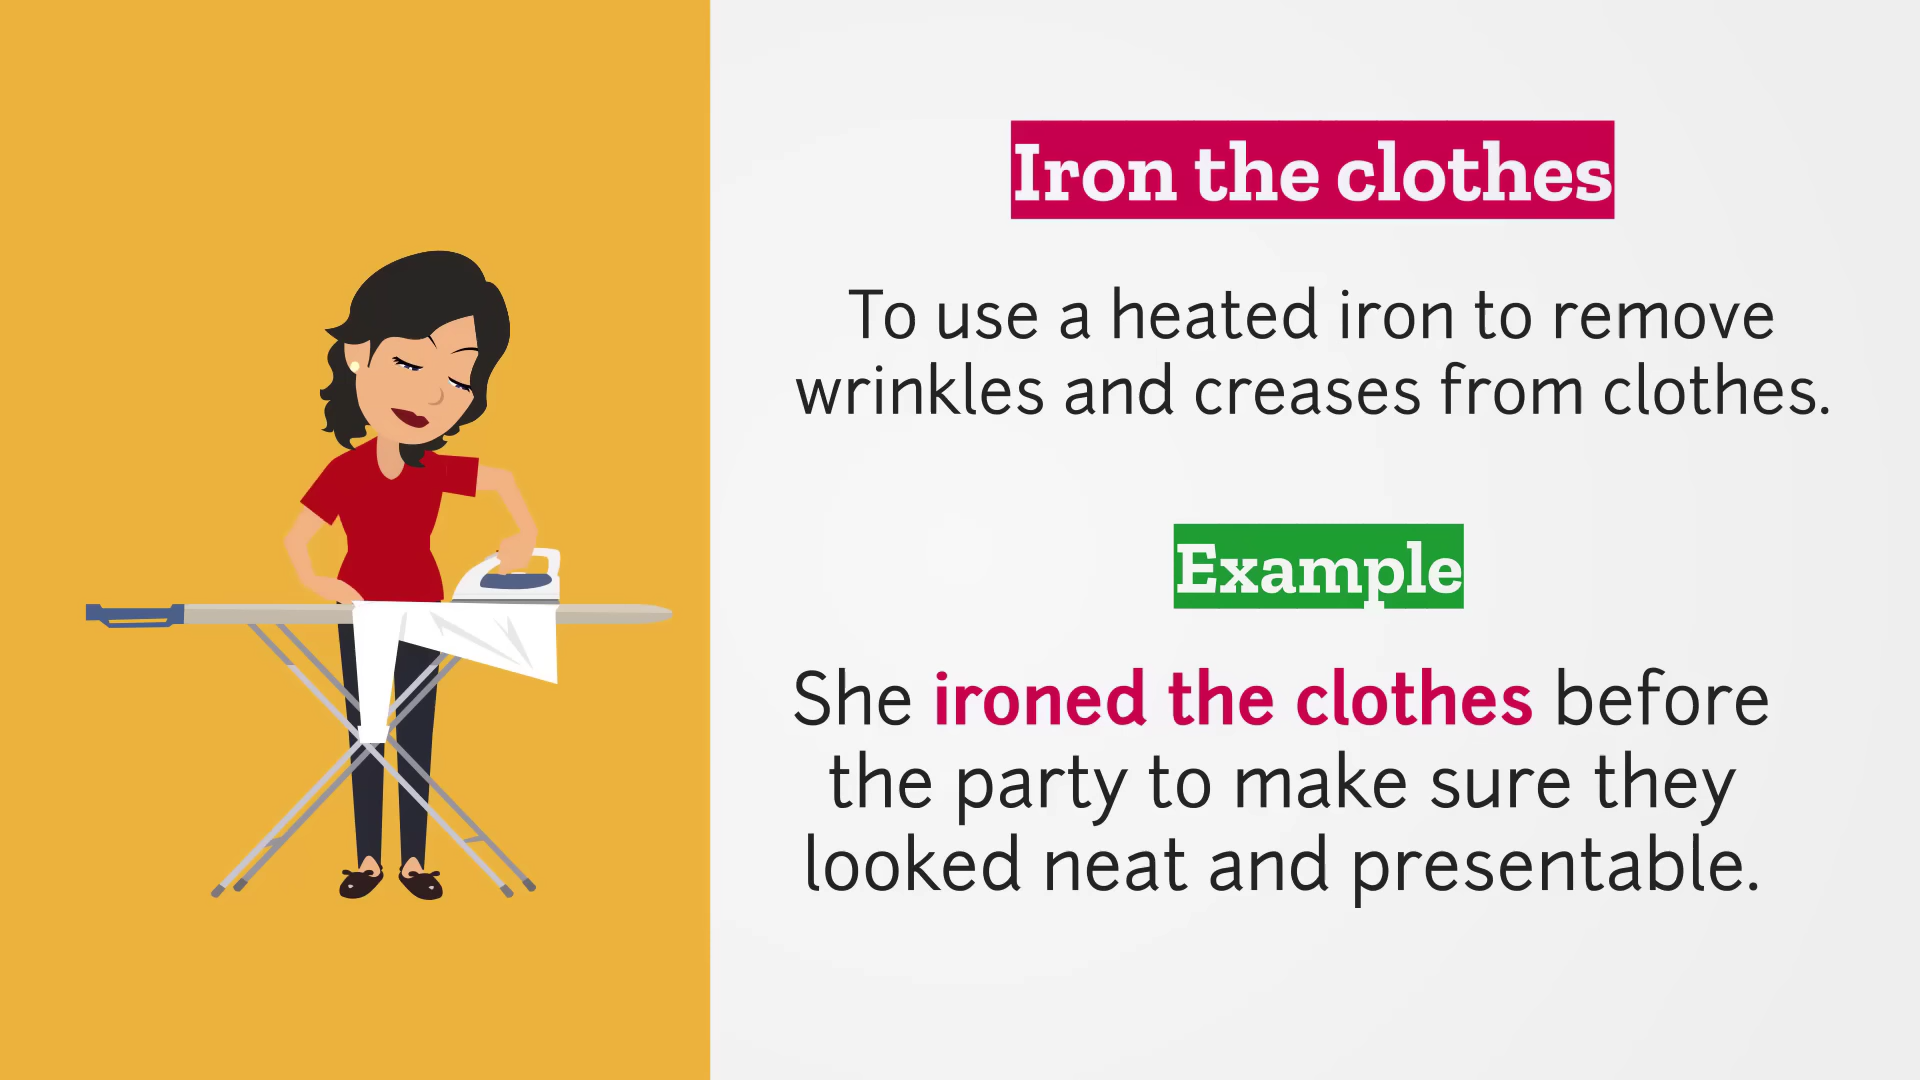 Iron the clothes
To use a heated iron to remove
wrinkles and creases from clothes.
Example
She ironed the clothes before
the party to make sure they
looked neat and presentable.